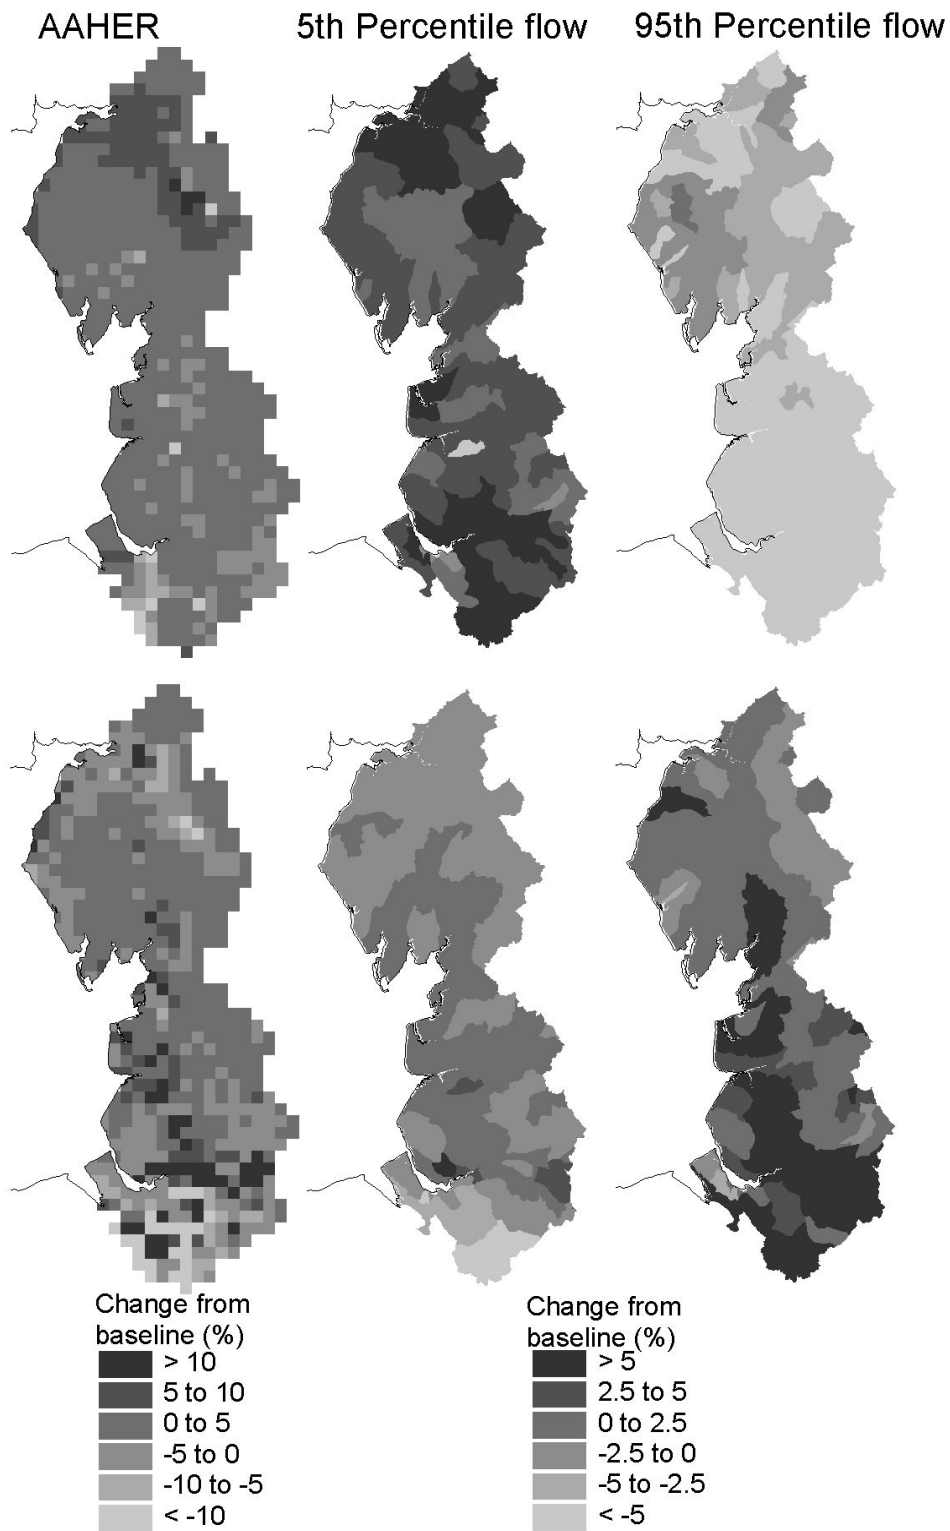 AAHER
5th Percentile flow
95th Percentile flow
Change from
baseline (%)
> 10
5 to 10
0 to 5
-5 to 0
-10 to -5
< -10
Change from
baseline (%)
> 5
2.5 to 5
0 to 2.5
-2.5 to 0
-5 to -2.5
< -5